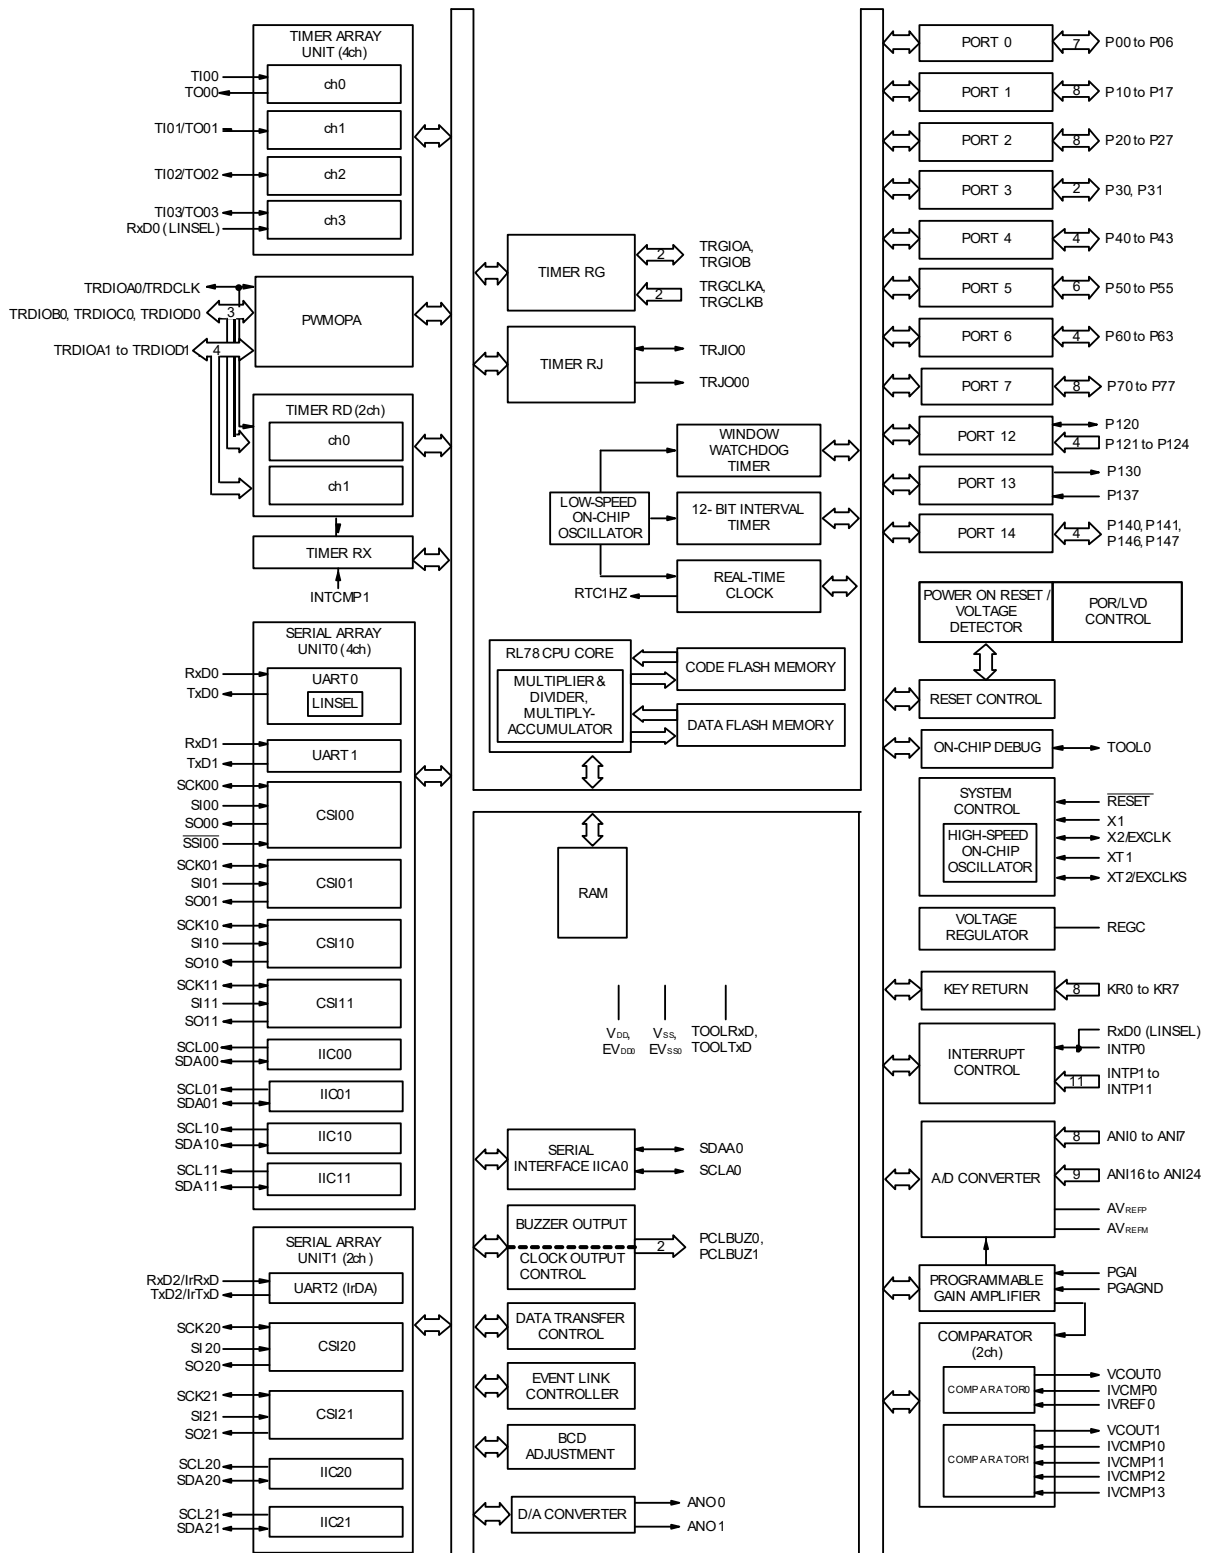 TIMER ARRAY
UNIT (4ch)
TI00
TO00
ch0
TI01/TO01
ch1
TI02/TO02
ch2
TI03/TO03
RxD0 (LINSEL)
ch3
TRDIOA0/TRDCLK
TRDIOB0, TRDIOC0, TRDIOD0
3
TRDIOA1 to TRDIOD1
4
PWMOPA
TIMER RD (2ch)
ch0
ch1
TIMER RX
INTCMP1
SERIAL ARRAY
UNIT0 (4ch)
RxD0
TxD0
UART0
LINSEL
RxD1
TxD1
UART1
SCK00
SI00
SO00
SSI00
CSI00
SCK01
SI01
SO01
CSI01
SCK10
SI10
SO10
CSI10
SCK11
SI11
SO11
CSI11
SCL00
SDA00
IIC00
SCL01
SDA01
IIC01
SCL10
SDA10
IIC10
SCL11
SDA11
IIC11
SERIAL ARRAY
UNIT1 (2ch)
RxD2/IrRxD
TxD2/IrTxD
UART2 (IrDA)
SCK20
SI20
SO20
CSI20
SCK21
SI21
SO21
CSI21
SCL20
SDA20
IIC20
SCL21
SDA21
IIC21
TIMER RG
2
TRGIOA,
TRGIOB
2
TRGCLKA,
TRGCLKB
TIMER RJ
TRJIO0
TRJO00
WINDOW
WATCHDOG
TIMER
LOW-SPEED
ON-CHIP
OSCILLATOR
12- BIT INTERVAL
TIMER
RTC1HZ
REAL-TIME
CLOCK
RL78 CPU CORE
MULTIPLIER &
DIVIDER,
MULTIPLY-
ACCUMULATOR
CODE FLASH MEMORY
DATA FLASH MEMORY
RAM
VDD,
EVDD0
VSS,
EVSS0
TOOLRxD,
TOOLTxD
SERIAL
INTERFACE IICA0
SDAA0
SCLA0
BUZZER OUTPUT
CLOCK OUTPUT
CONTROL
2
PCLBUZ0,
PCLBUZ1
DATA TRANSFER
CONTROL
EVENT LINK
CONTROLLER
BCD
ADJUSTMENT
D/A CONVERTER
ANO0
ANO1
PORT 0
7
P00 to P06
PORT 1
8
P10 to P17
PORT 2
8
P20 to P27
PORT 3
2
P30, P31
PORT 4
4
P40 to P43
PORT 5
6
P50 to P55
PORT 6
4
P60 to P63
PORT 7
8
P70 to P77
PORT 12
P120
4
P121 to P124
PORT 13
P130
P137
PORT 14
4
P140, P141,
P146, P147
POWER ON RESET /
VOLTAGE
DETECTOR
POR/LVD
CONTROL
RESET CONTROL
ON-CHIP DEBUG
TOOL0
SYSTEM
CONTROL
HIGH-SPEED
ON-CHIP
OSCILLATOR
RESET
X1
X2/EXCLK
XT1
XT2/EXCLKS
VOLTAGE
REGULATOR
REGC
KEY RETURN
8
KR0 to KR7
INTERRUPT
CONTROL
RxD0 (LINSEL)
INTP0
11
INTP1 to
INTP11
A/D CONVERTER
8
ANI0 to ANI7
9
ANI16 to ANI24
AVREFP
AVREFM
PROGRAMMABLE
GAIN AMPLIFIER
PGAI
PGAGND
COMPARATOR
(2ch)
COMPARATOR0
VCOUT0
IVCMP0
IVREF0
COMPARATOR1
VCOUT1
IVCMP10
IVCMP11
IVCMP12
IVCMP13